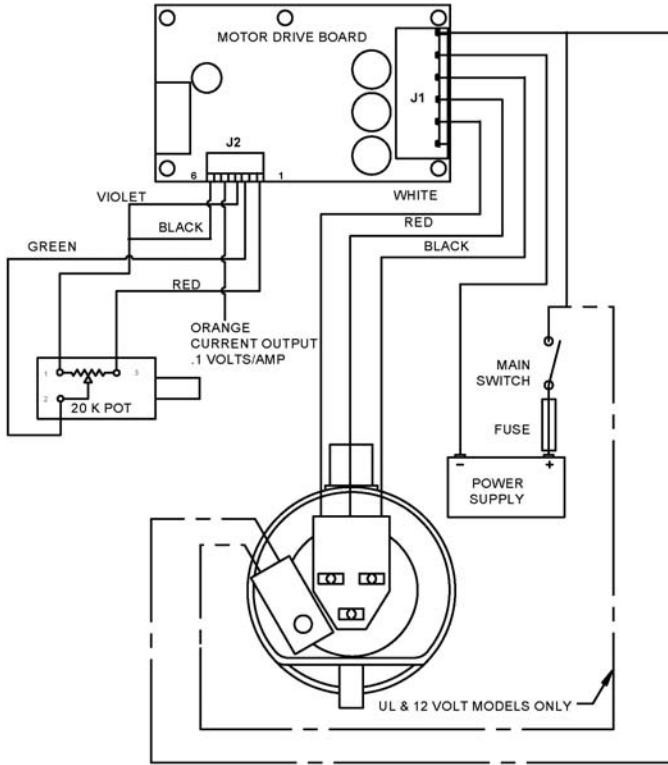 MOTOR DRIVE BOARD
J1
J2
6
1
VIOLET
WHITE
RED
BLACK
BLACK
GREEN
RED
ORANGE
CURRENT OUTPUT
.1 VOLTS/AMP
1
3
2
20 K POT
MAIN
SWITCH
FUSE
- +
POWER
SUPPLY
UL & 12 VOLT MODELS ONLY